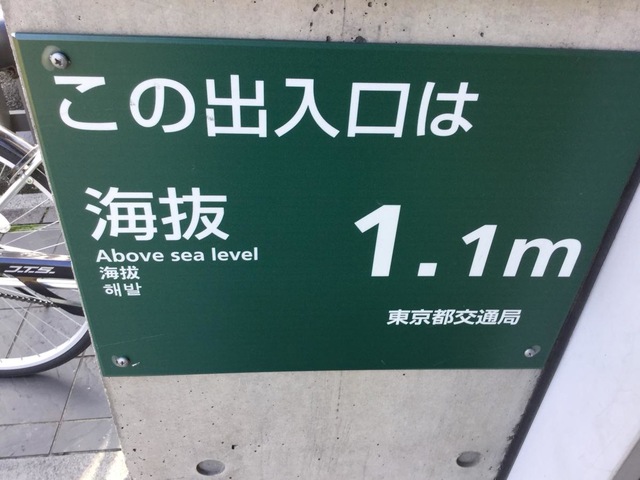 この出入口は
海抜 1.1m
Above sea level
海拔
해발
東京都交通局
J.T.S.